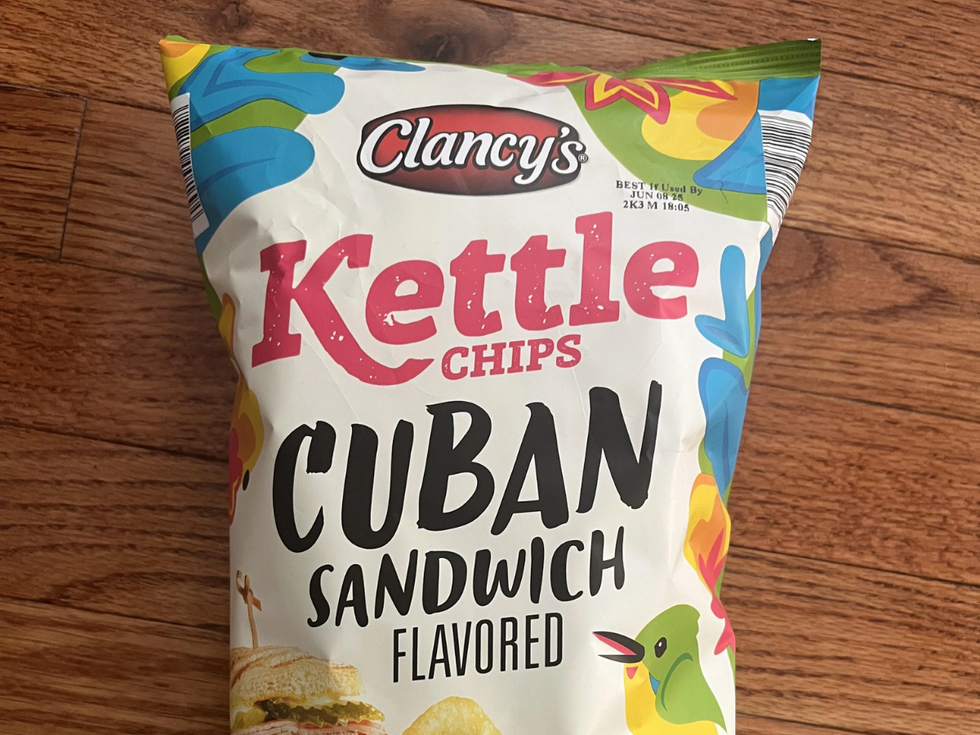 Clancy's®
BEST If Used By
JUN 08 25
2K3 M 18:05
Kettle
CHIPS
CUBAN
SANDWICH
FLAVORED